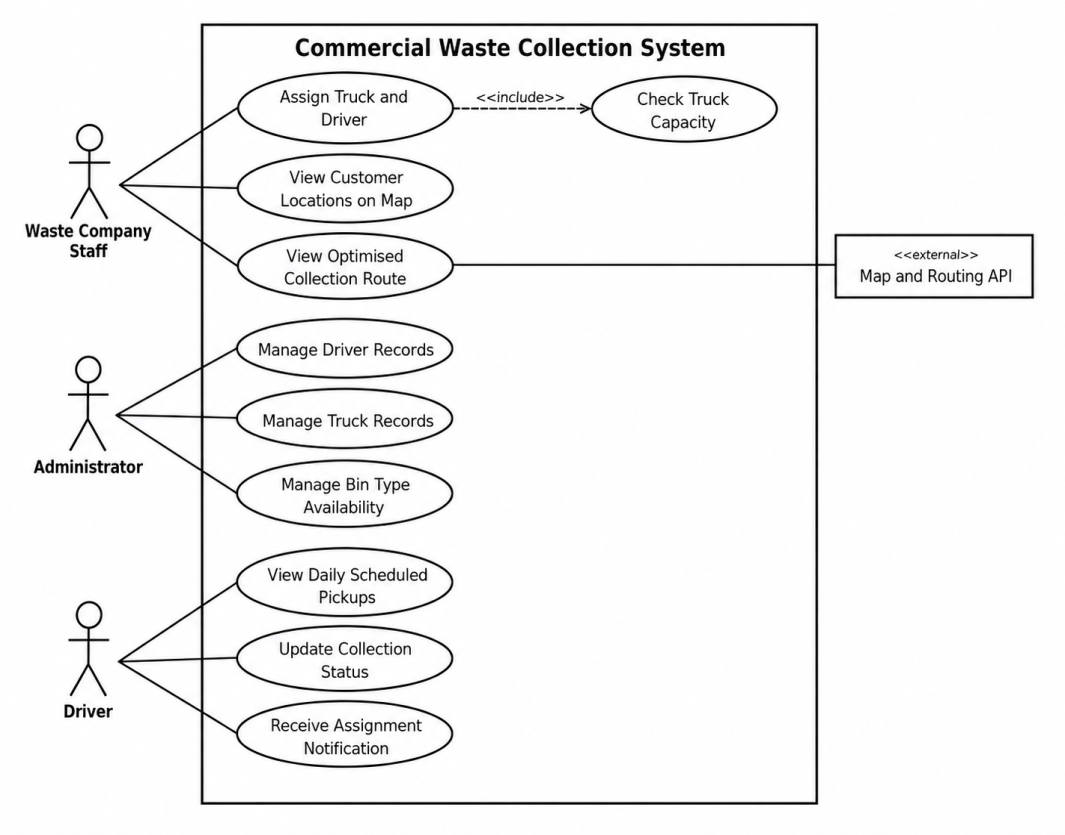 Commercial Waste Collection System
Assign Truck and
Driver
<<include>>
Check Truck
Capacity
View Customer
Locations on Map
Waste Company
Staff
View Optimised
Collection Route
<<external>>
Map and Routing API
Manage Driver Records
Manage Truck Records
Administrator
Manage Bin Type
Availability
View Daily Scheduled
Pickups
Update Collection
Status
Driver
Receive Assignment
Notification